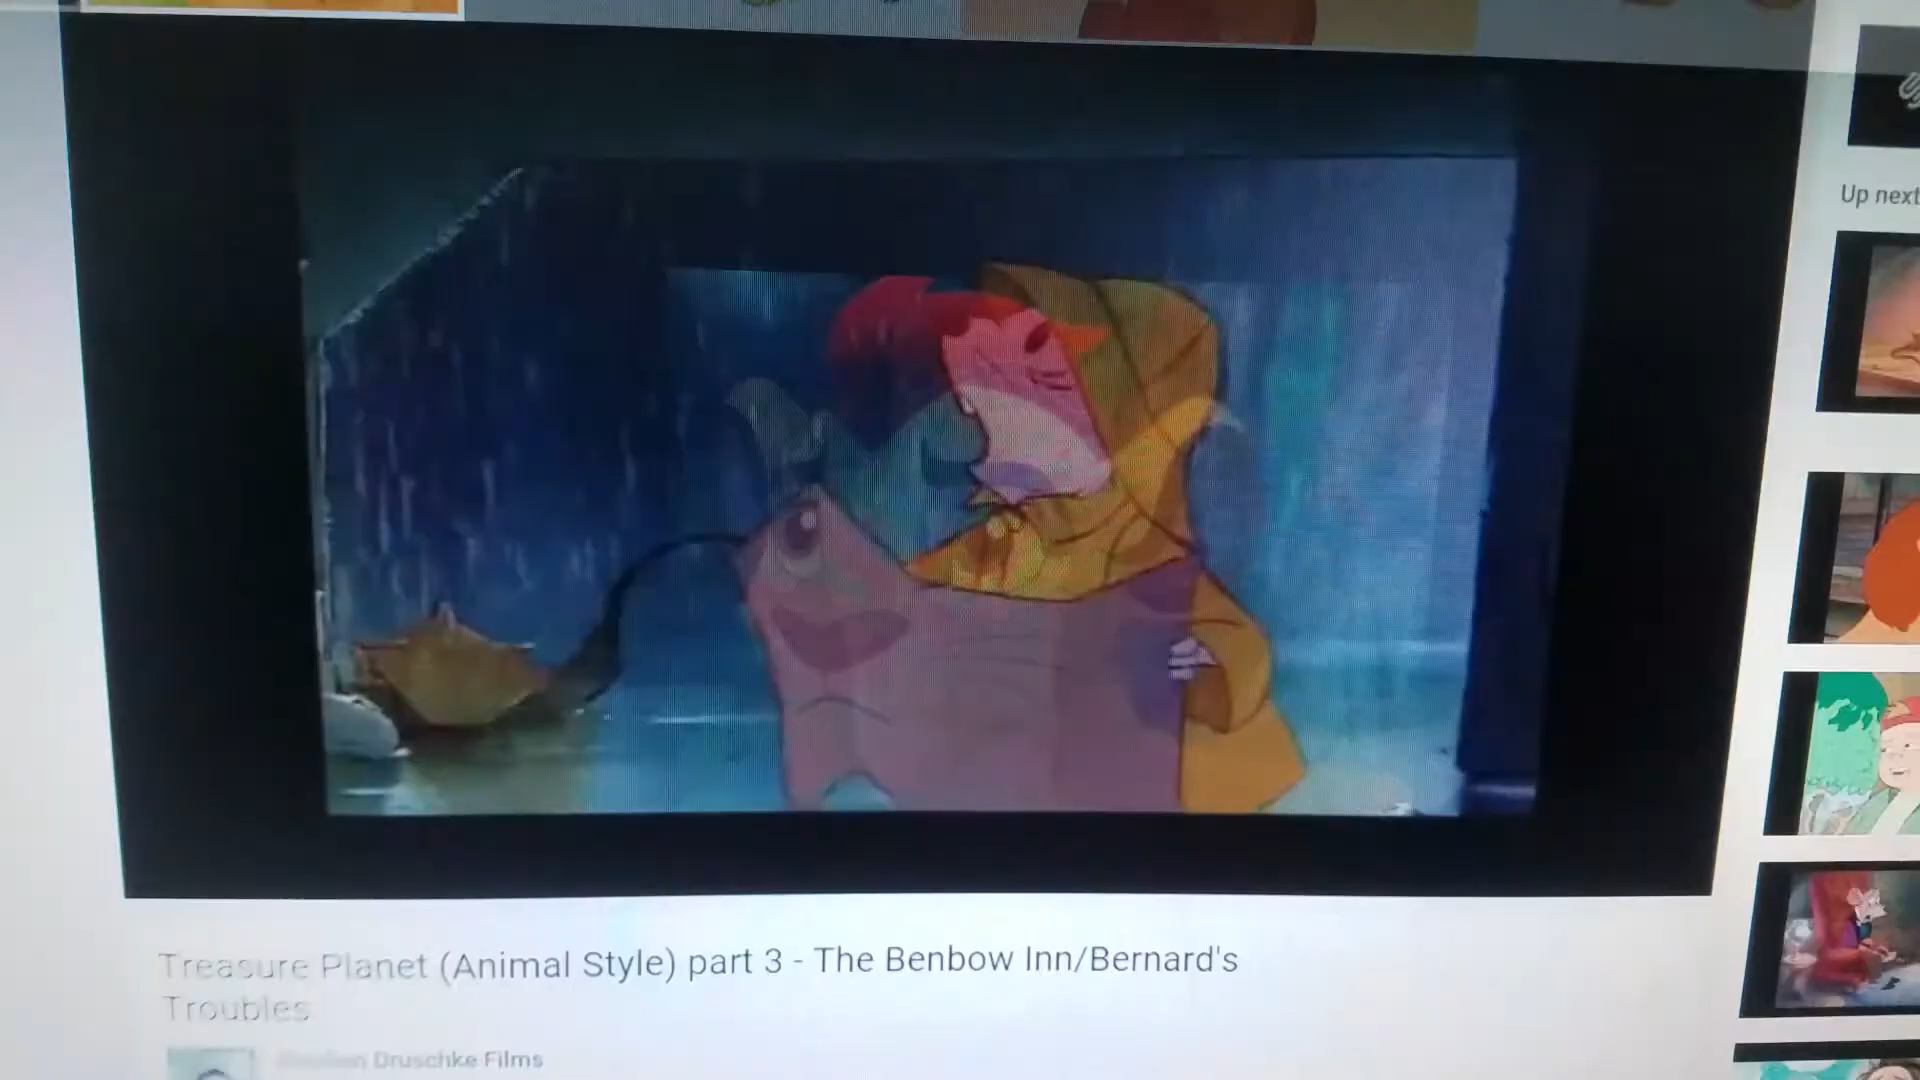 Up next
Treasure Planet (Animal Style) part 3 - The Benbow Inn/Bernard's
Troubles
Druschke Films